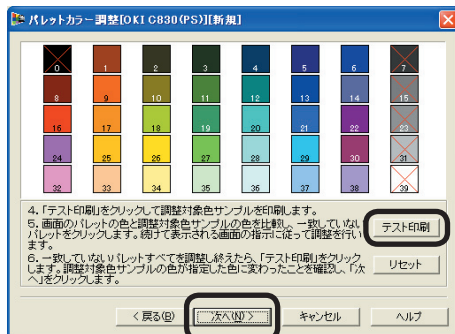 パレットカラー調整[OKI C830(PS)][新規]
0 1 2 3 4 5 6 7
8 9 10 11 12 13 14 15
16 17 18 19 20 21 22 23
24 25 26 27 28 29 30 31
32 33 34 35 36 37 38 39
4.「テスト印刷」をクリックして調整対象色サンプルを印刷します。
5. 画面のパレットの色と調整対象色サンプルの色を比較し、一致していない
パレットをクリックします。続けて表示される画面の指示に従って調整を行い
ます。
6. 一致していないパレットすべてを調整し終えたら、「テスト印刷」をクリック
します。調整対象色サンプルの色が指定した色に変わったことを確認し、「次
へ」をクリックします。
テスト印刷
リセット
< 戻る(B)
次へ(N) >
キャンセル
ヘルプ